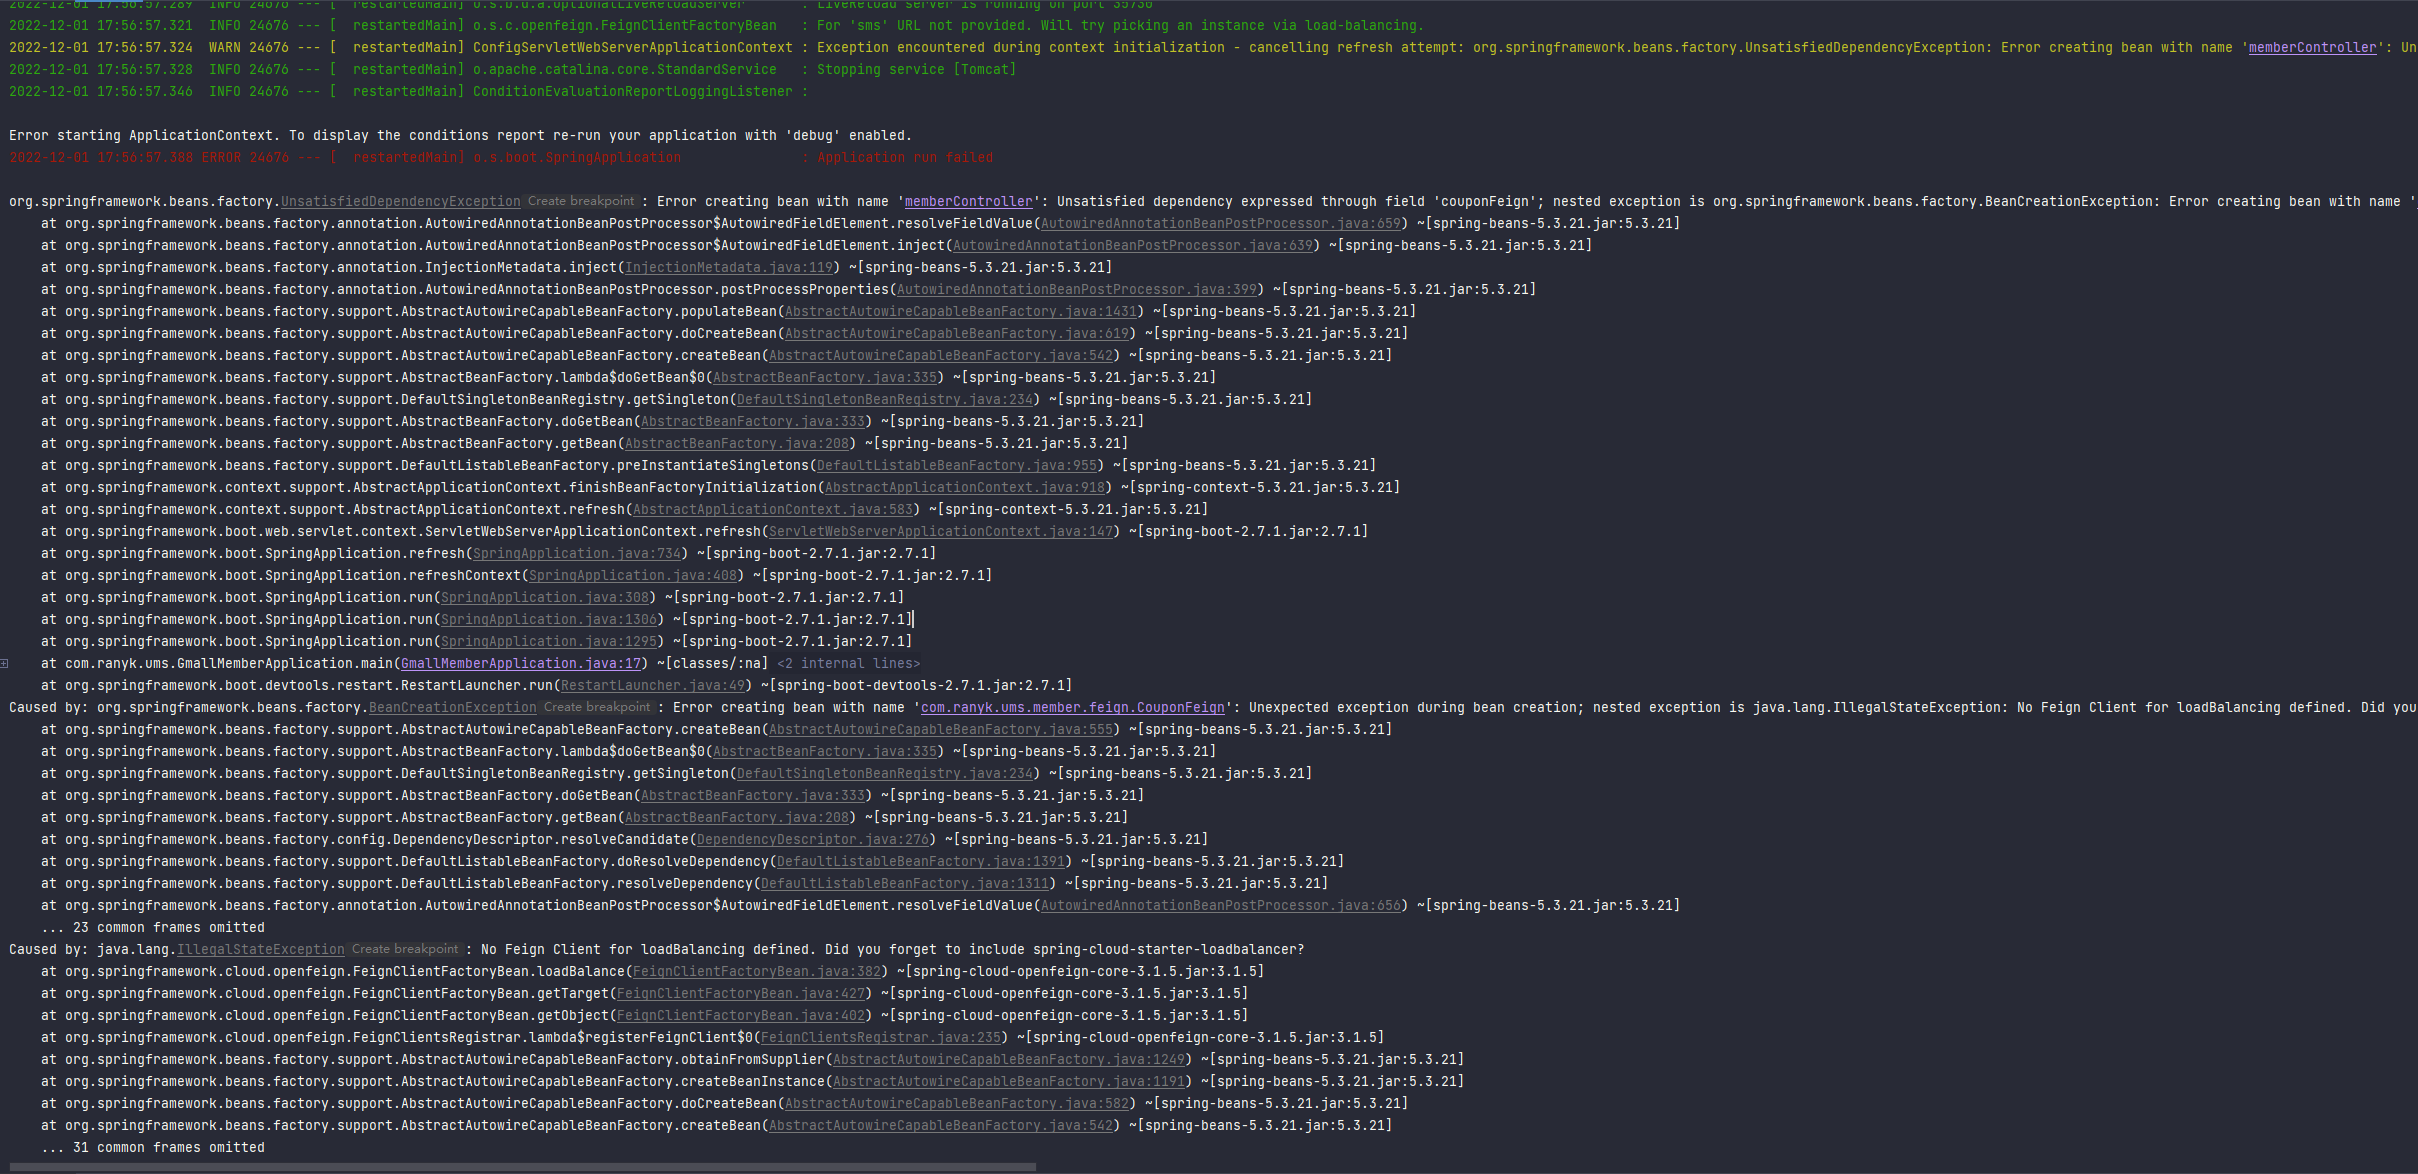 2022-12-01 17:56:57.289  INFO 24676 --- [  restartedMain] o.s.b.d.a.OptionalLiveReloadServer       : LiveReload server is running on port 35730
2022-12-01 17:56:57.321  INFO 24676 --- [  restartedMain] o.s.c.openfeign.FeignClientFactoryBean   : For 'sms' URL not provided. Will try picking an instance via load-balancing.
2022-12-01 17:56:57.324  WARN 24676 --- [  restartedMain] ConfigServletWebServerApplicationContext : Exception encountered during context initialization - cancelling refresh attempt: org.springframework.beans.factory.UnsatisfiedDependencyException: Error creating bean with name 'memberController': Un
2022-12-01 17:56:57.328  INFO 24676 --- [  restartedMain] o.apache.catalina.core.StandardService   : Stopping service [Tomcat]
2022-12-01 17:56:57.346  INFO 24676 --- [  restartedMain] ConditionEvaluationReportLoggingListener :
Error starting ApplicationContext. To display the conditions report re-run your application with 'debug' enabled.
2022-12-01 17:56:57.388 ERROR 24676 --- [  restartedMain] o.s.boot.SpringApplication               : Application run failed
org.springframework.beans.factory.UnsatisfiedDependencyException Create breakpoint : Error creating bean with name 'memberController': Unsatisfied dependency expressed through field 'couponFeign'; nested exception is org.springframework.beans.factory.BeanCreationException: Error creating bean with name '
    at org.springframework.beans.factory.annotation.AutowiredAnnotationBeanPostProcessor$AutowiredFieldElement.resolveFieldValue(AutowiredAnnotationBeanPostProcessor.java:659) ~[spring-beans-5.3.21.jar:5.3.21]
    at org.springframework.beans.factory.annotation.AutowiredAnnotationBeanPostProcessor$AutowiredFieldElement.inject(AutowiredAnnotationBeanPostProcessor.java:639) ~[spring-beans-5.3.21.jar:5.3.21]
    at org.springframework.beans.factory.annotation.InjectionMetadata.inject(InjectionMetadata.java:119) ~[spring-beans-5.3.21.jar:5.3.21]
    at org.springframework.beans.factory.annotation.AutowiredAnnotationBeanPostProcessor.postProcessProperties(AutowiredAnnotationBeanPostProcessor.java:399) ~[spring-beans-5.3.21.jar:5.3.21]
    at org.springframework.beans.factory.support.AbstractAutowireCapableBeanFactory.populateBean(AbstractAutowireCapableBeanFactory.java:1431) ~[spring-beans-5.3.21.jar:5.3.21]
    at org.springframework.beans.factory.support.AbstractAutowireCapableBeanFactory.doCreateBean(AbstractAutowireCapableBeanFactory.java:619) ~[spring-beans-5.3.21.jar:5.3.21]
    at org.springframework.beans.factory.support.AbstractAutowireCapableBeanFactory.createBean(AbstractAutowireCapableBeanFactory.java:542) ~[spring-beans-5.3.21.jar:5.3.21]
    at org.springframework.beans.factory.support.AbstractBeanFactory.lambda$doGetBean$0(AbstractBeanFactory.java:335) ~[spring-beans-5.3.21.jar:5.3.21]
    at org.springframework.beans.factory.support.DefaultSingletonBeanRegistry.getSingleton(DefaultSingletonBeanRegistry.java:234) ~[spring-beans-5.3.21.jar:5.3.21]
    at org.springframework.beans.factory.support.AbstractBeanFactory.doGetBean(AbstractBeanFactory.java:333) ~[spring-beans-5.3.21.jar:5.3.21]
    at org.springframework.beans.factory.support.AbstractBeanFactory.getBean(AbstractBeanFactory.java:208) ~[spring-beans-5.3.21.jar:5.3.21]
    at org.springframework.beans.factory.support.DefaultListableBeanFactory.preInstantiateSingletons(DefaultListableBeanFactory.java:955) ~[spring-beans-5.3.21.jar:5.3.21]
    at org.springframework.context.support.AbstractApplicationContext.finishBeanFactoryInitialization(AbstractApplicationContext.java:918) ~[spring-context-5.3.21.jar:5.3.21]
    at org.springframework.context.support.AbstractApplicationContext.refresh(AbstractApplicationContext.java:583) ~[spring-context-5.3.21.jar:5.3.21]
    at org.springframework.boot.web.servlet.context.ServletWebServerApplicationContext.refresh(ServletWebServerApplicationContext.java:147) ~[spring-boot-2.7.1.jar:2.7.1]
    at org.springframework.boot.SpringApplication.refresh(SpringApplication.java:734) ~[spring-boot-2.7.1.jar:2.7.1]
    at org.springframework.boot.SpringApplication.refreshContext(SpringApplication.java:408) ~[spring-boot-2.7.1.jar:2.7.1]
    at org.springframework.boot.SpringApplication.run(SpringApplication.java:308) ~[spring-boot-2.7.1.jar:2.7.1]
    at org.springframework.boot.SpringApplication.run(SpringApplication.java:1306) ~[spring-boot-2.7.1.jar:2.7.1]
    at org.springframework.boot.SpringApplication.run(SpringApplication.java:1295) ~[spring-boot-2.7.1.jar:2.7.1]
    at com.ranyk.ums.GmallMemberApplication.main(GmallMemberApplication.java:17) ~[classes/:na] <2 internal lines>
    at org.springframework.boot.devtools.restart.RestartLauncher.run(RestartLauncher.java:49) ~[spring-boot-devtools-2.7.1.jar:2.7.1]
Caused by: org.springframework.beans.factory.BeanCreationException Create breakpoint : Error creating bean with name 'com.ranyk.ums.member.feign.CouponFeign': Unexpected exception during bean creation; nested exception is java.lang.IllegalStateException: No Feign Client for loadBalancing defined. Did you
    at org.springframework.beans.factory.support.AbstractAutowireCapableBeanFactory.createBean(AbstractAutowireCapableBeanFactory.java:555) ~[spring-beans-5.3.21.jar:5.3.21]
    at org.springframework.beans.factory.support.AbstractBeanFactory.lambda$doGetBean$0(AbstractBeanFactory.java:335) ~[spring-beans-5.3.21.jar:5.3.21]
    at org.springframework.beans.factory.support.DefaultSingletonBeanRegistry.getSingleton(DefaultSingletonBeanRegistry.java:234) ~[spring-beans-5.3.21.jar:5.3.21]
    at org.springframework.beans.factory.support.AbstractBeanFactory.doGetBean(AbstractBeanFactory.java:333) ~[spring-beans-5.3.21.jar:5.3.21]
    at org.springframework.beans.factory.support.AbstractBeanFactory.getBean(AbstractBeanFactory.java:208) ~[spring-beans-5.3.21.jar:5.3.21]
    at org.springframework.beans.factory.config.DependencyDescriptor.resolveCandidate(DependencyDescriptor.java:276) ~[spring-beans-5.3.21.jar:5.3.21]
    at org.springframework.beans.factory.support.DefaultListableBeanFactory.doResolveDependency(DefaultListableBeanFactory.java:1391) ~[spring-beans-5.3.21.jar:5.3.21]
    at org.springframework.beans.factory.support.DefaultListableBeanFactory.resolveDependency(DefaultListableBeanFactory.java:1311) ~[spring-beans-5.3.21.jar:5.3.21]
    at org.springframework.beans.factory.annotation.AutowiredAnnotationBeanPostProcessor$AutowiredFieldElement.resolveFieldValue(AutowiredAnnotationBeanPostProcessor.java:656) ~[spring-beans-5.3.21.jar:5.3.21]
    ... 23 common frames omitted
Caused by: java.lang.IllegalStateException Create breakpoint : No Feign Client for loadBalancing defined. Did you forget to include spring-cloud-starter-loadbalancer?
    at org.springframework.cloud.openfeign.FeignClientFactoryBean.loadBalance(FeignClientFactoryBean.java:382) ~[spring-cloud-openfeign-core-3.1.5.jar:3.1.5]
    at org.springframework.cloud.openfeign.FeignClientFactoryBean.getTarget(FeignClientFactoryBean.java:427) ~[spring-cloud-openfeign-core-3.1.5.jar:3.1.5]
    at org.springframework.cloud.openfeign.FeignClientFactoryBean.getObject(FeignClientFactoryBean.java:402) ~[spring-cloud-openfeign-core-3.1.5.jar:3.1.5]
    at org.springframework.cloud.openfeign.FeignClientsRegistrar.lambda$registerFeignClient$0(FeignClientsRegistrar.java:235) ~[spring-cloud-openfeign-core-3.1.5.jar:3.1.5]
    at org.springframework.beans.factory.support.AbstractAutowireCapableBeanFactory.obtainFromSupplier(AbstractAutowireCapableBeanFactory.java:1249) ~[spring-beans-5.3.21.jar:5.3.21]
    at org.springframework.beans.factory.support.AbstractAutowireCapableBeanFactory.createBeanInstance(AbstractAutowireCapableBeanFactory.java:1191) ~[spring-beans-5.3.21.jar:5.3.21]
    at org.springframework.beans.factory.support.AbstractAutowireCapableBeanFactory.doCreateBean(AbstractAutowireCapableBeanFactory.java:582) ~[spring-beans-5.3.21.jar:5.3.21]
    at org.springframework.beans.factory.support.AbstractAutowireCapableBeanFactory.createBean(AbstractAutowireCapableBeanFactory.java:542) ~[spring-beans-5.3.21.jar:5.3.21]
    ... 31 common frames omitted